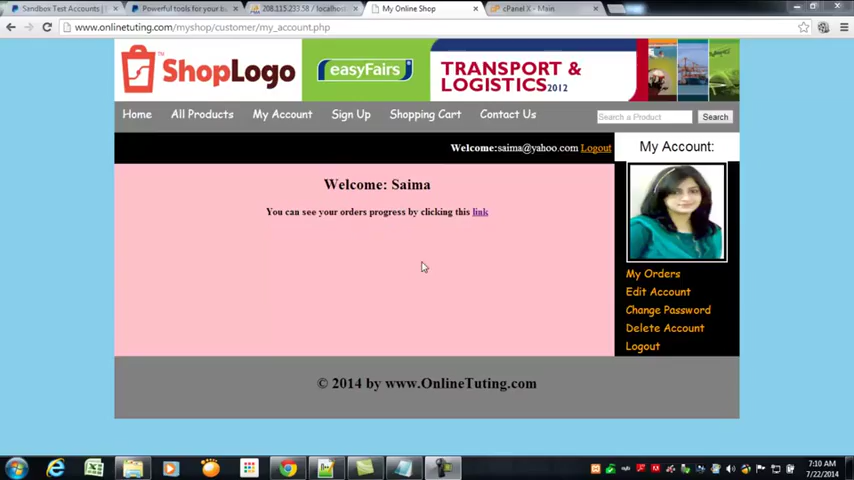 Sandbox Test Accounts |
Powerful tools for your b
208.115.237.58 / localhos
My Online Shop
cPanel X - Main
www.onlinetuting.com/myshop/customer/my_account.php
ShopLogo
TM
easyFairs
TRANSPORT &
LOGISTICS2012
Home All Products My Account Sign Up Shopping Cart Contact Us
Search a Product
Search
Welcome:saima@yahoo.com Logout
My Account:
Welcome: Saima
You can see your orders progress by clicking this link
My Orders
Edit Account
Change Password
Delete Account
Logout
© 2014 by www.OnlineTuting.com
7:10 AM
7/22/2014